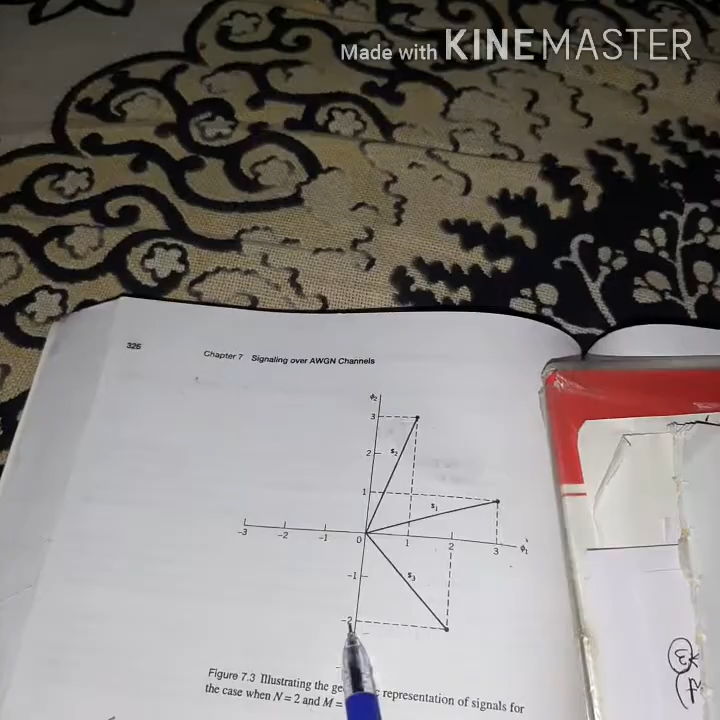 Made with KINEMASTER
326
Chapter 7 Signaling over AWGN Channels
ϕ₂
3
2
s₂
1
s₁
-3
-2
-1
0
1
2
3
ϕ₁
-1
s₃
-2
Figure 7.3 Illustrating the representation of signals for
the case when N = 2 and M =
3